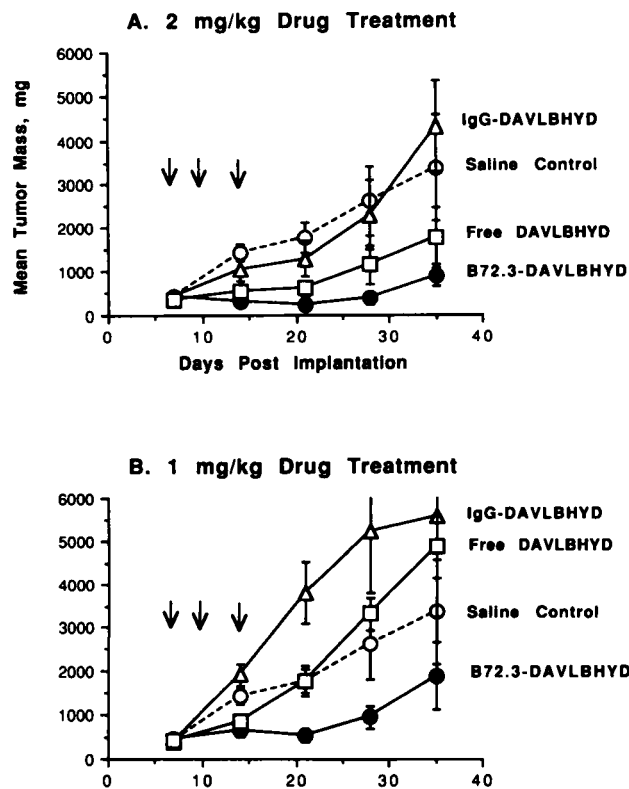 A. 2 mg/kg Drug Treatment
Mean Tumor Mass, mg
6000
5000
4000
3000
2000
1000
0
IgG-DAVLBHYD
Saline Control
Free DAVLBHYD
B72.3-DAVLBHYD
0 10 20 30 40
Days Post Implantation
B. 1 mg/kg Drug Treatment
6000
5000
4000
3000
2000
1000
0
IgG-DAVLBHYD
Free DAVLBHYD
Saline Control
B72.3-DAVLBHYD
0 10 20 30 40